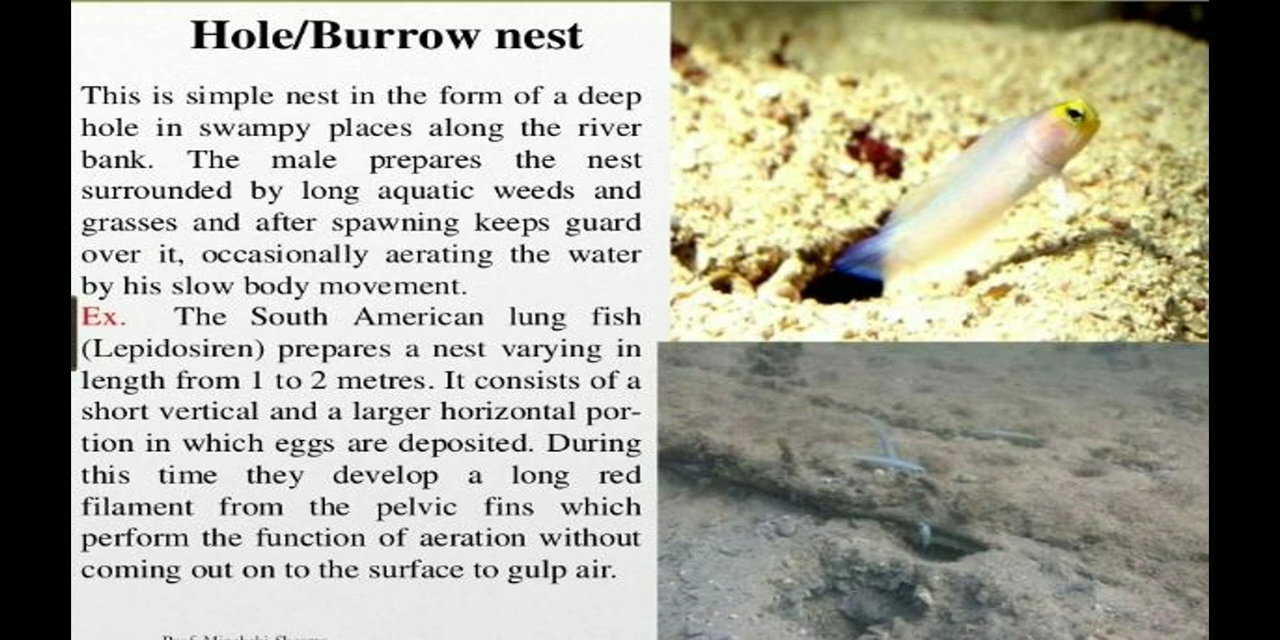 Hole/Burrow nest
This is simple nest in the form of a deep
hole in swampy places along the river
bank. The male prepares the nest
surrounded by long aquatic weeds and
grasses and after spawning keeps guard
over it, occasionally aerating the water
by his slow body movement.
Ex. The South American lung fish
(Lepidosiren) prepares a nest varying in
length from 1 to 2 metres. It consists of a
short vertical and a larger horizontal por-
tion in which eggs are deposited. During
this time they develop a long red
filament from the pelvic fins which
perform the function of aeration without
coming out on to the surface to gulp air.